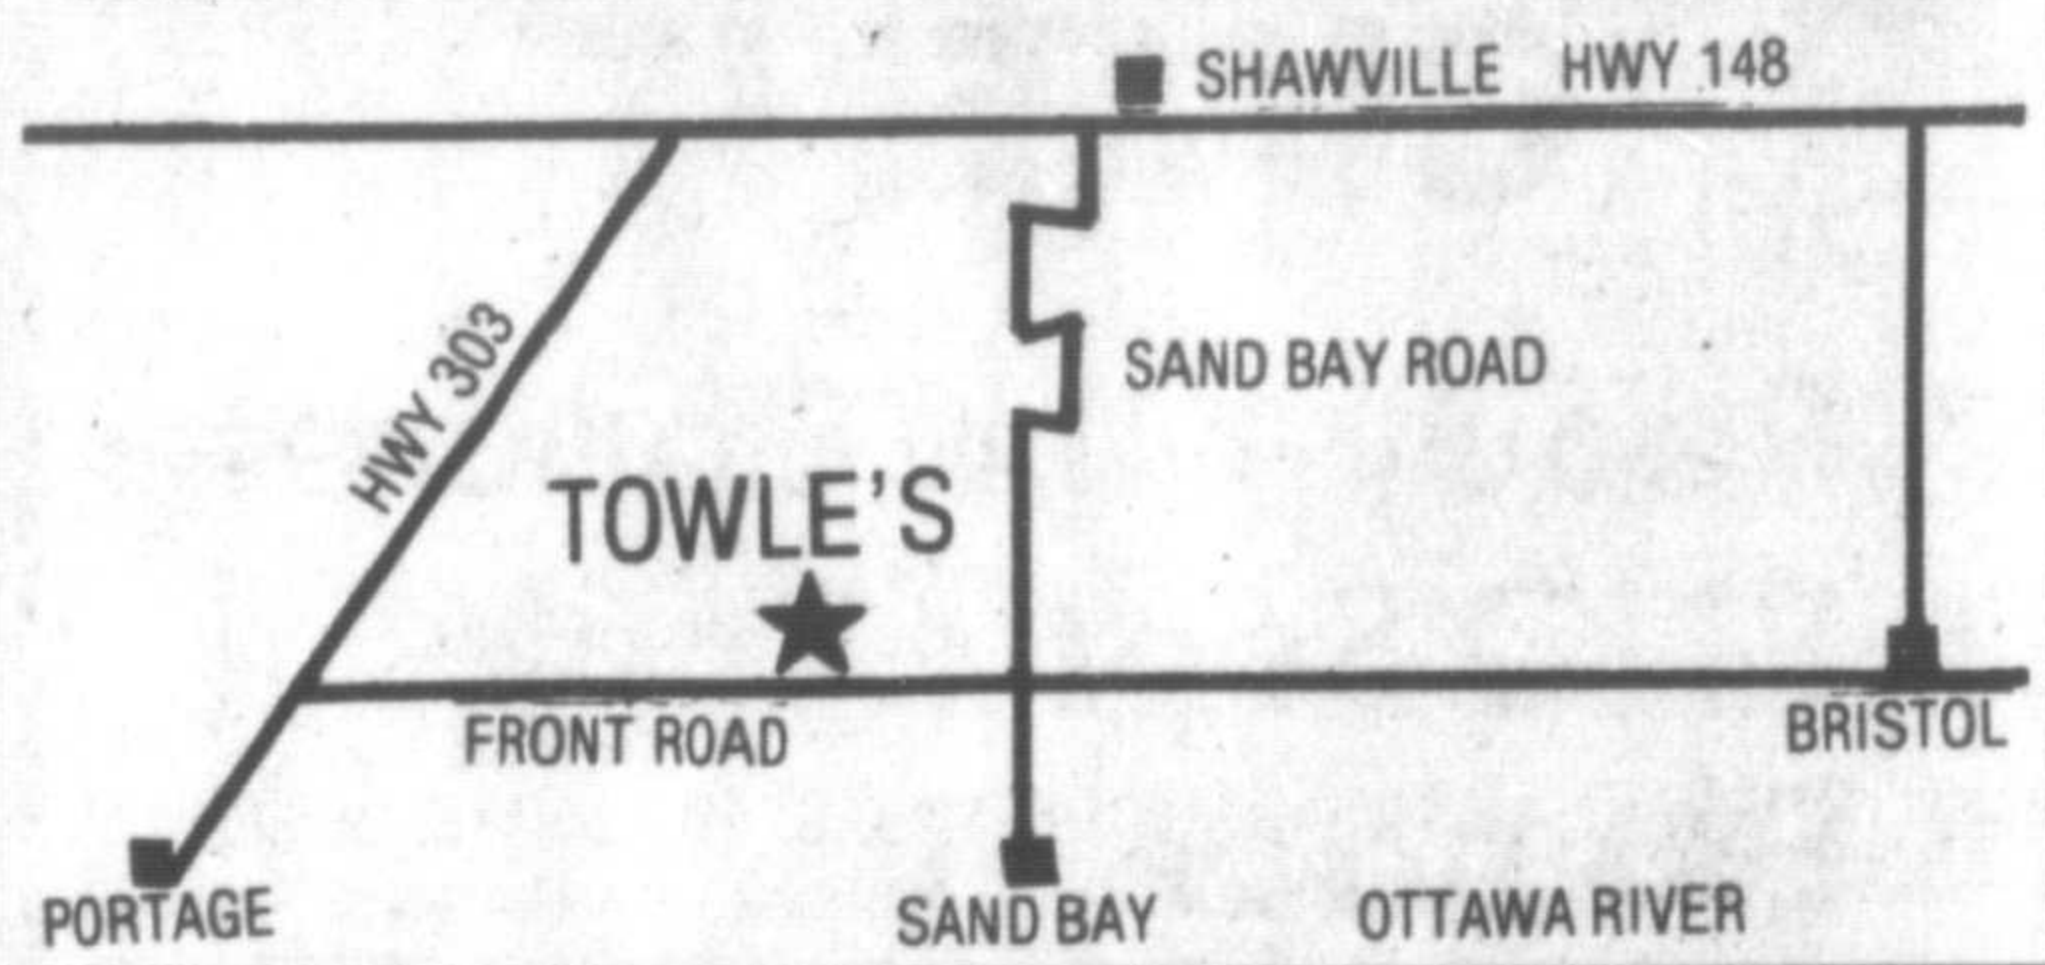 SHAWVILLE HWY 148
HWY 303
SAND BAY ROAD
TOWLE'S
FRONT ROAD
BRISTOL
PORTAGE
SAND BAY
OTTAWA RIVER